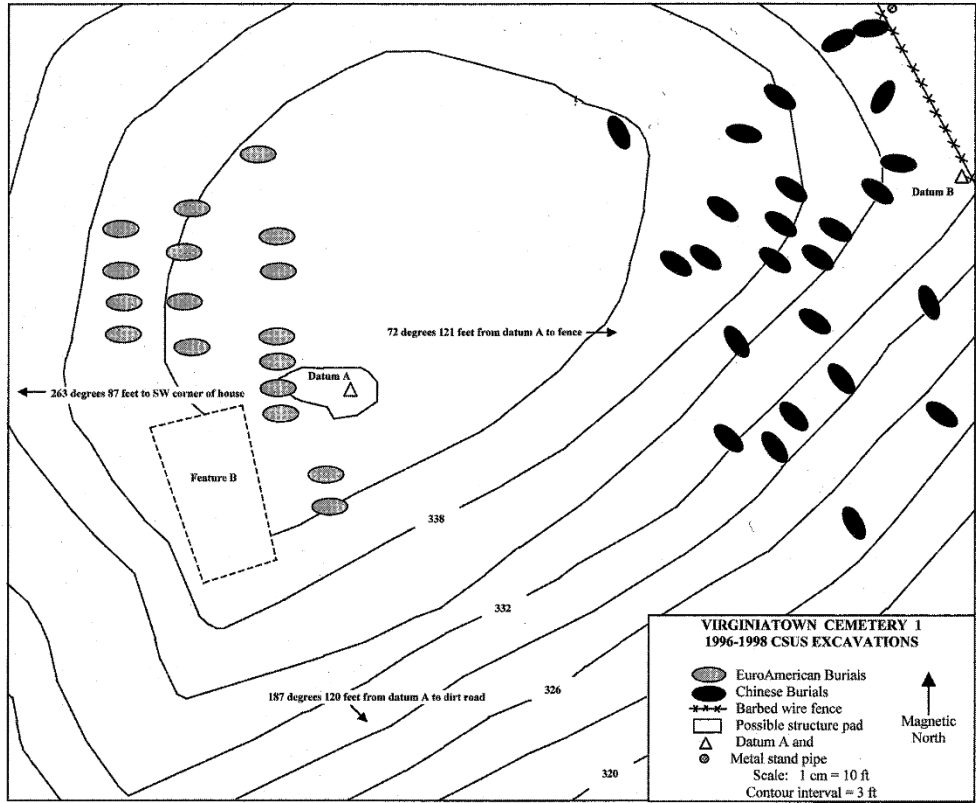 Datum B
72 degrees 121 feet from datum A to fence
Datum A
263 degrees 87 feet to SW corner of house
Feature B
338
332
187 degrees 120 feet from datum A to dirt road
326
320
VIRGINIATOWN CEMETERY 1
1996-1998 CSUS EXCAVATIONS
EuroAmerican Burials
Chinese Burials
Barbed wire fence
Possible structure pad
Datum A and
Metal stand pipe
Scale: 1 cm = 10 ft
Contour interval = 3 ft
Magnetic
North